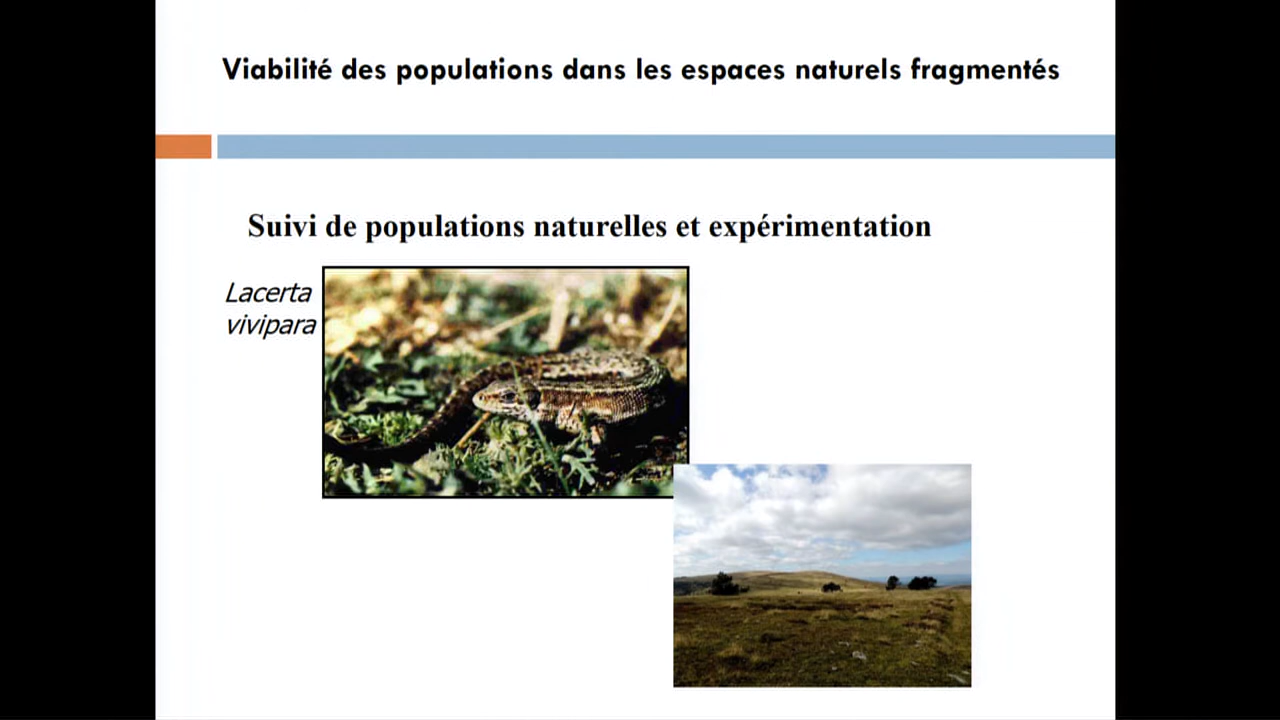 Viabilité des populations dans les espaces naturels fragmentés
Suivi de populations naturelles et expérimentation
Lacerta
vivipara